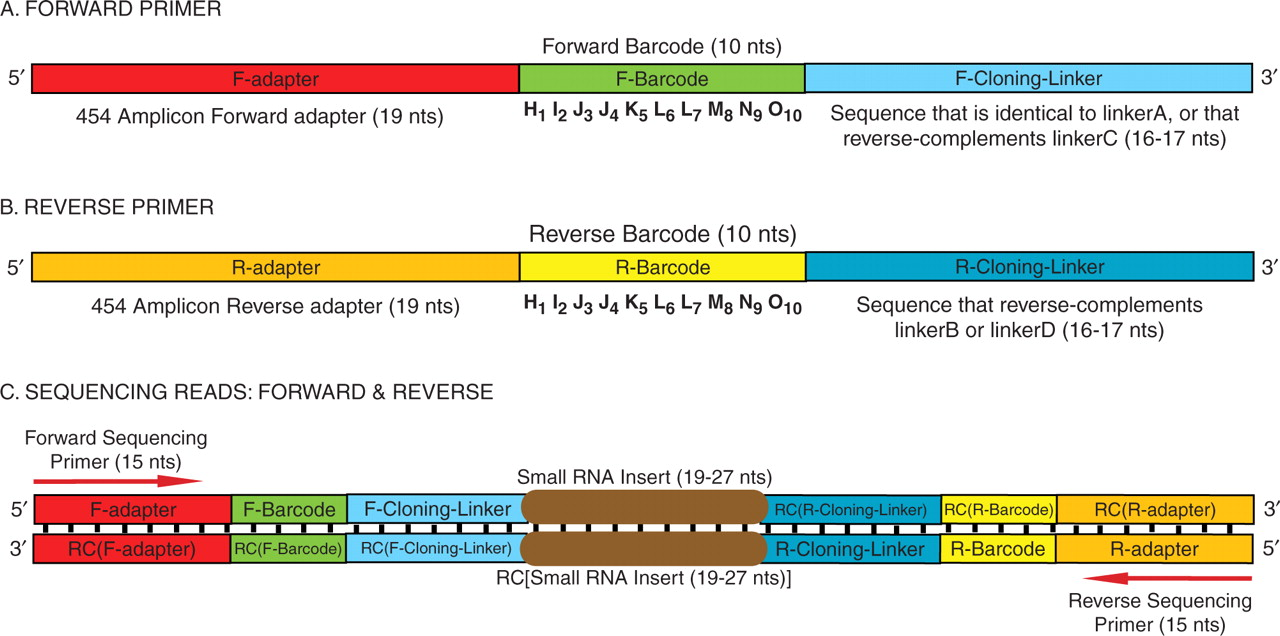 A. FORWARD PRIMER
Forward Barcode (10 nts)
5′ F-adapter F-Barcode F-Cloning-Linker 3′
454 Amplicon Forward adapter (19 nts)
H1 I2 J3 J4 K5 L6 L7 M8 N9 O10
Sequence that is identical to linkerA, or that
reverse-complements linkerC (16-17 nts)
B. REVERSE PRIMER
Reverse Barcode (10 nts)
5′ R-adapter R-Barcode R-Cloning-Linker 3′
454 Amplicon Reverse adapter (19 nts)
H1 I2 J3 J4 K5 L6 L7 M8 N9 O10
Sequence that reverse-complements
linkerB or linkerD (16-17 nts)
C. SEQUENCING READS: FORWARD & REVERSE
Forward Sequencing
Primer (15 nts)
Small RNA Insert (19-27 nts)
5′ F-adapter F-Barcode F-Cloning-Linker RC(R-Cloning-Linker) RC(R-Barcode) RC(R-adapter) 3′
3′ RC(F-adapter) RC(F-Barcode) RC(F-Cloning-Linker) R-Cloning-Linker R-Barcode R-adapter 5′
RC[Small RNA Insert (19-27 nts)]
Reverse Sequencing
Primer (15 nts)